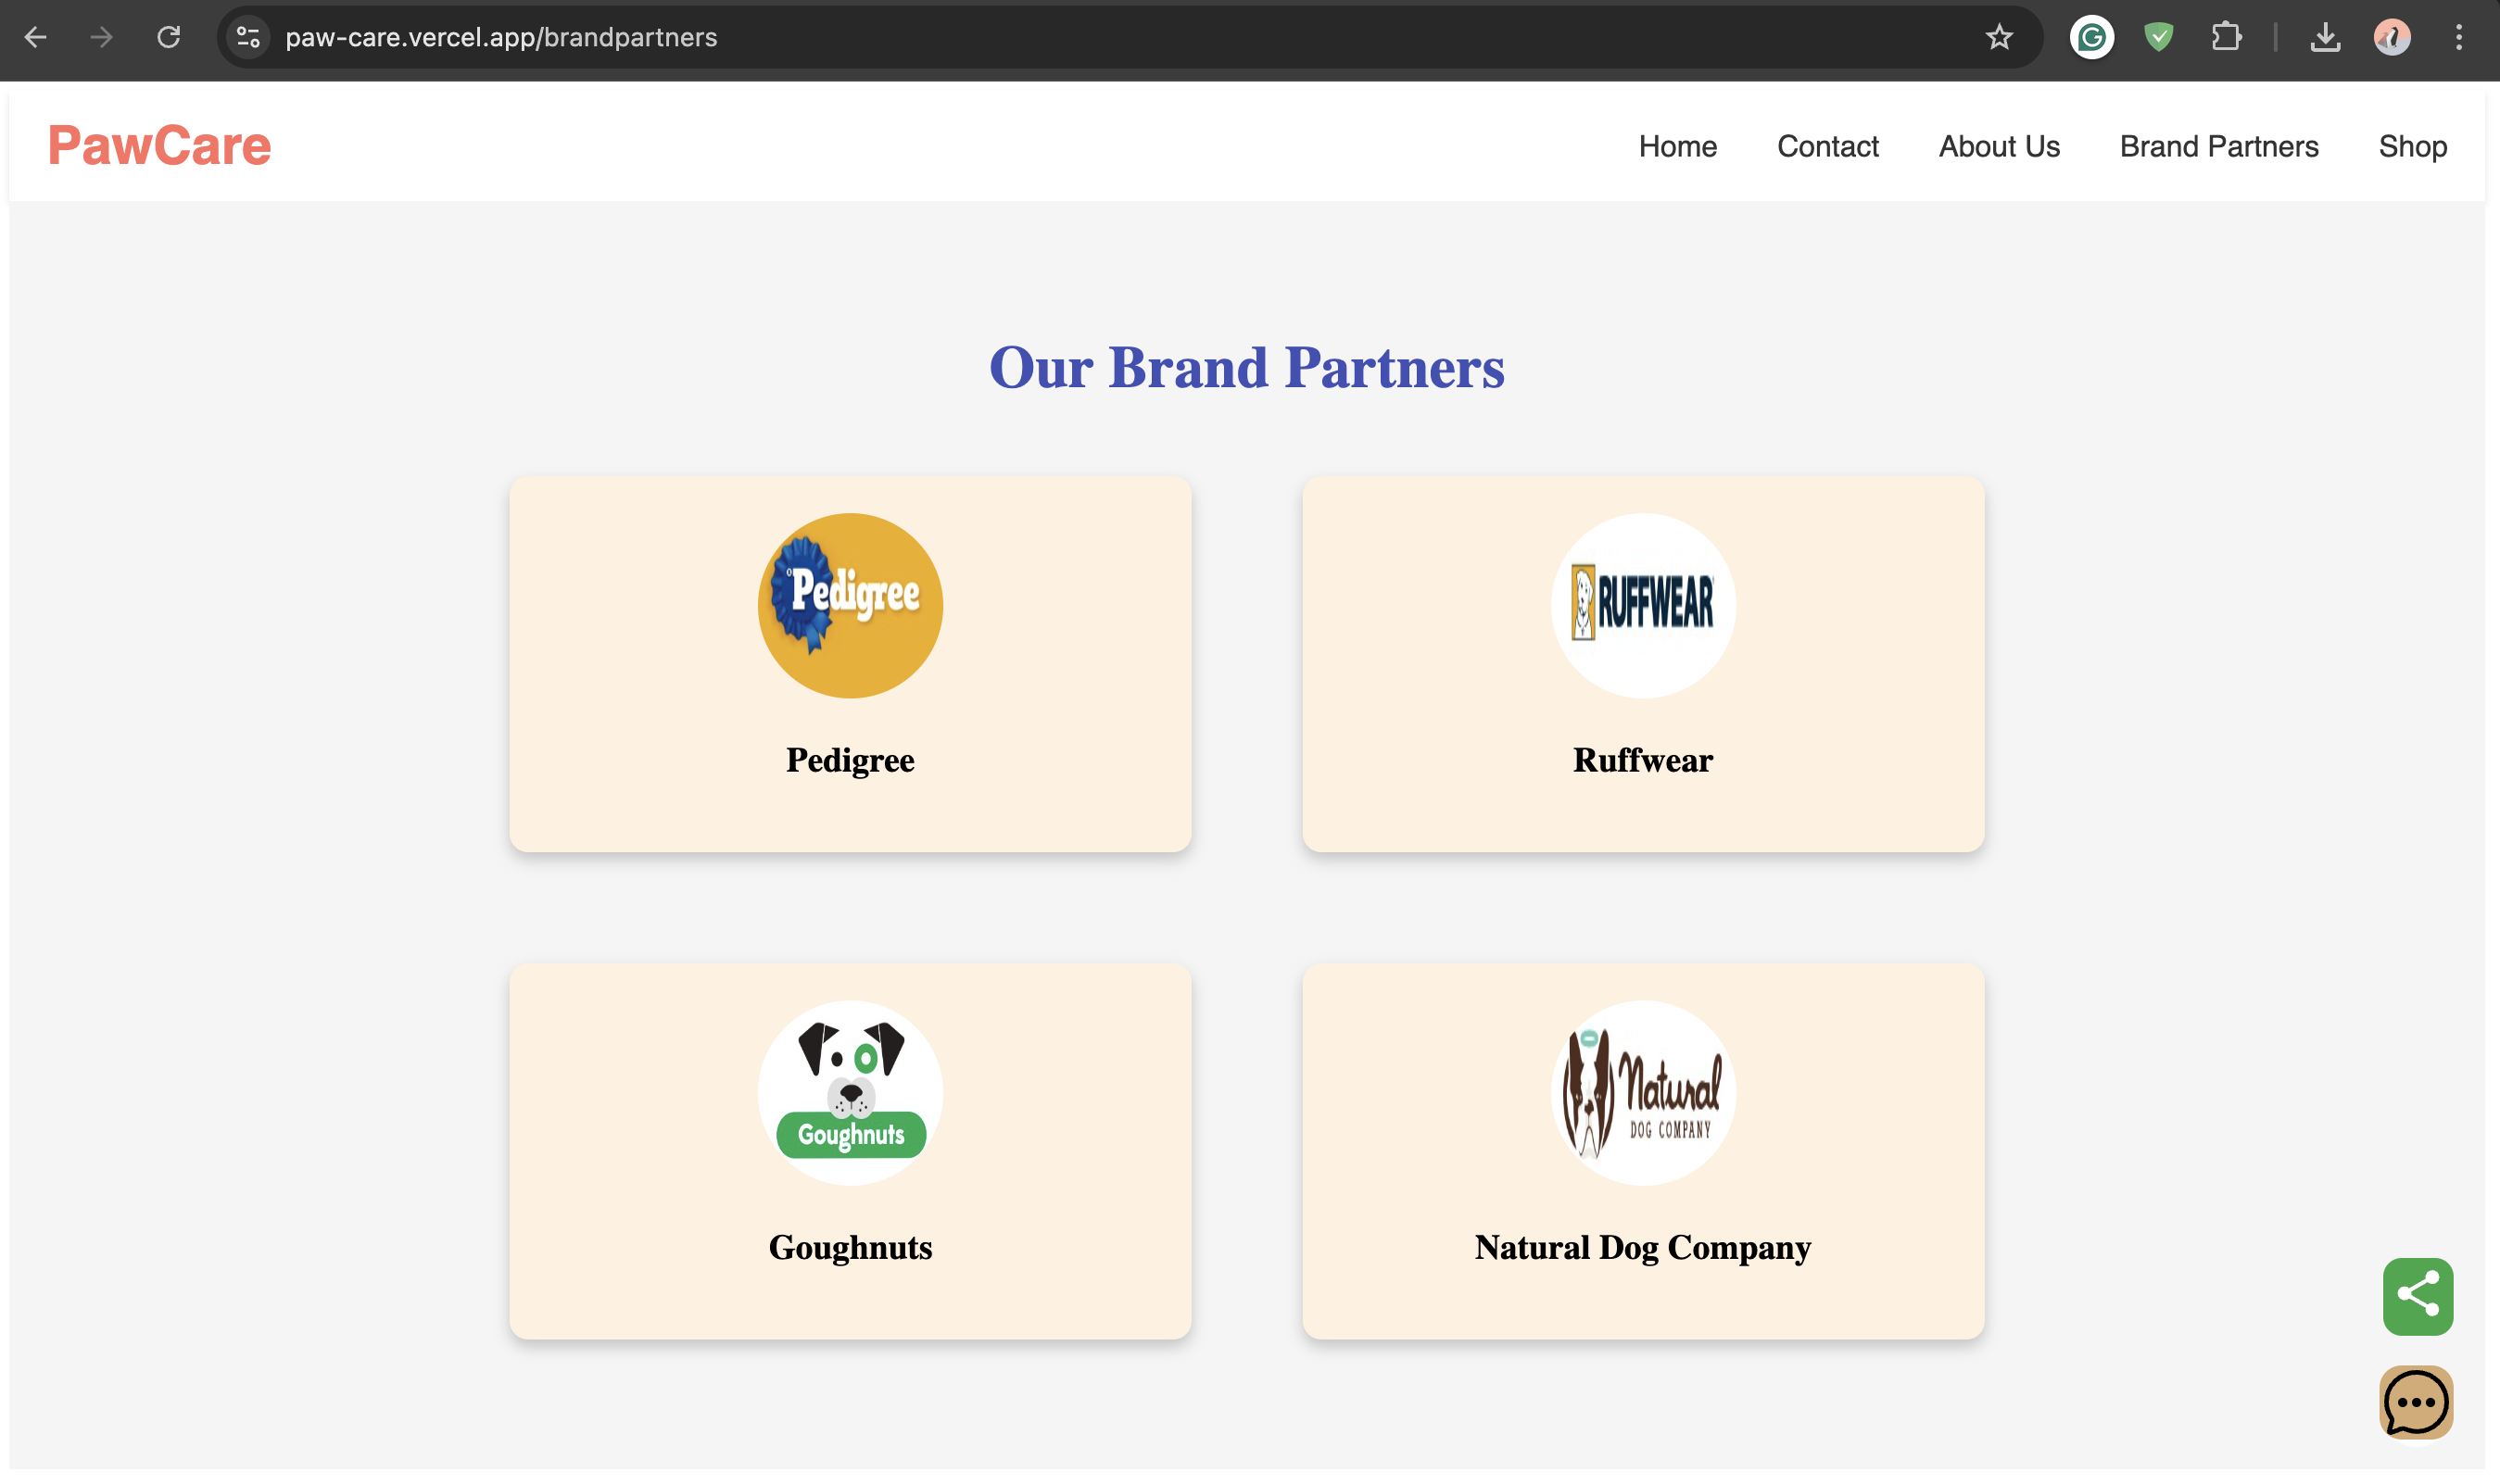 paw-care.vercel.app/brandpartners
PawCare
Home Contact About Us Brand Partners Shop
Our Brand Partners
Pedigree
RUFFWEAR
Pedigree
Ruffwear
Goughnuts
Natural
DOG COMPANY
Goughnuts
Natural Dog Company